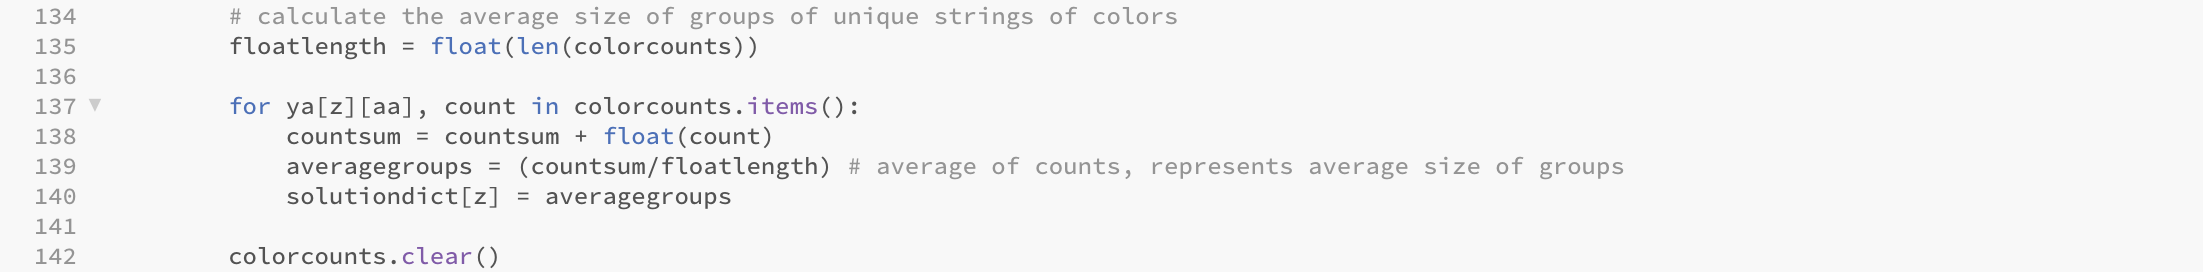 134 # calculate the average size of groups of unique strings of colors
135 floatlength = float(len(colorcounts))
136
137 for ya[z][aa], count in colorcounts.items():
138 countsum = countsum + float(count)
139 averagegroups = (countsum/floatlength) # average of counts, represents average size of groups
140 solutiondict[z] = averagegroups
141
142 colorcounts.clear()